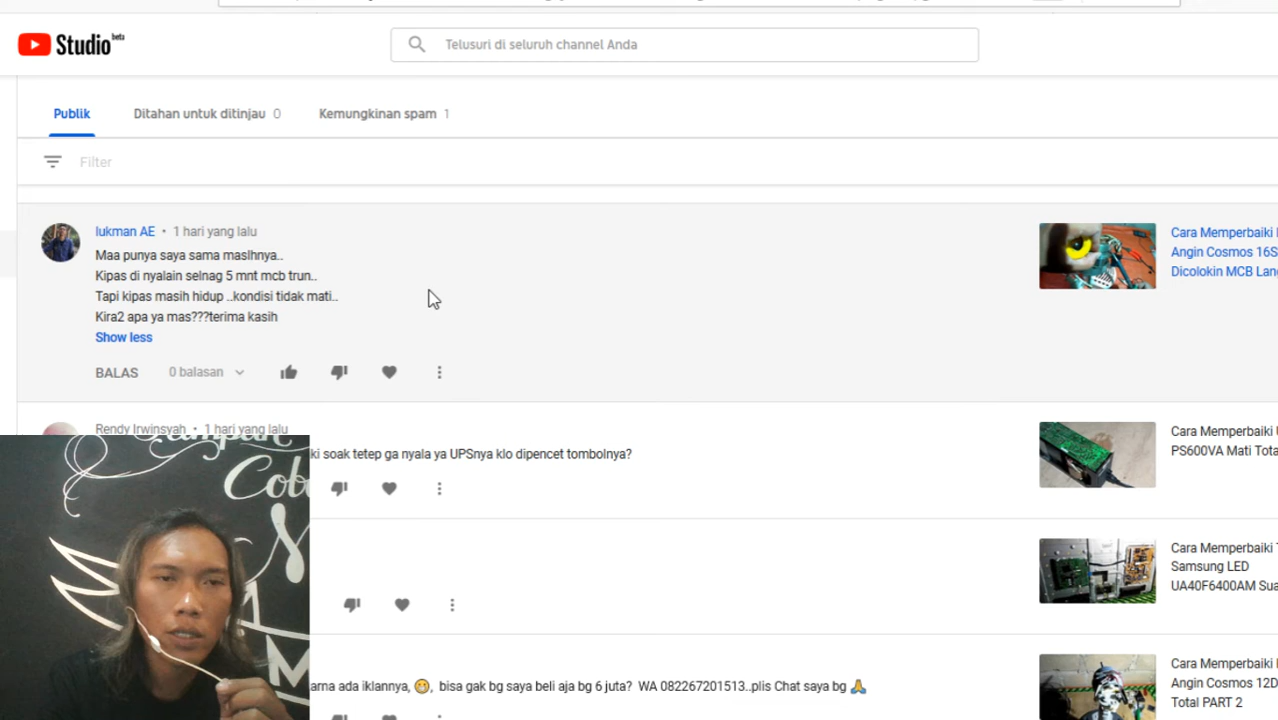 Studio beta
Telusuri di seluruh channel Anda
Publik
Ditahan untuk ditinjau 0
Kemungkinan spam 1
Filter
lukman AE • 1 hari yang lalu
Maa punya saya sama maslhnya..
Kipas di nyalain selnag 5 mnt mcb trun..
Tapi kipas masih hidup ..kondisi tidak mati..
Kira2 apa ya mas???terima kasih
Show less
BALAS 0 balasan
Cara Memperbaiki
Angin Cosmos 16S
Dicolokin MCB Lang
Rendy Irwinsyah • 1 hari yang lalu
ki soak tetep ga nyala ya UPSnya klo dipencet tombolnya?
Cara Memperbaiki U
PS600VA Mati Tota
Cara Memperbaiki T
Samsung LED
UA40F6400AM Sua
arna ada iklannya, 😁, bisa gak bg saya beli aja bg 6 juta? WA 082267201513..plis Chat saya bg 🙏
Cara Memperbaiki
Angin Cosmos 12D
Total PART 2